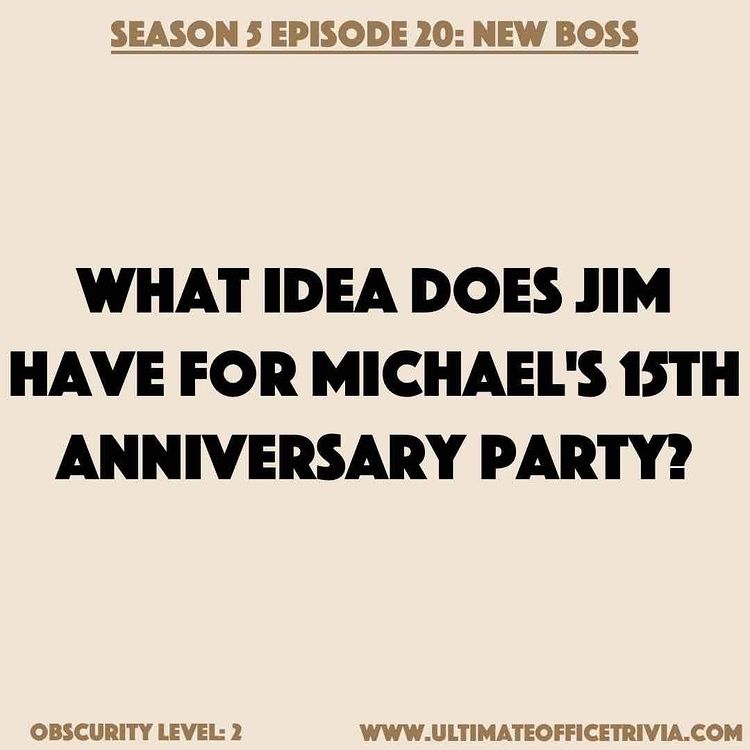 SEASON 5 EPISODE 20: NEW BOSS
WHAT IDEA DOES JIM
HAVE FOR MICHAEL'S 15TH
ANNIVERSARY PARTY?
OBSCURITY LEVEL: 2
WWW.ULTIMATEOFFICETRIVIA.COM